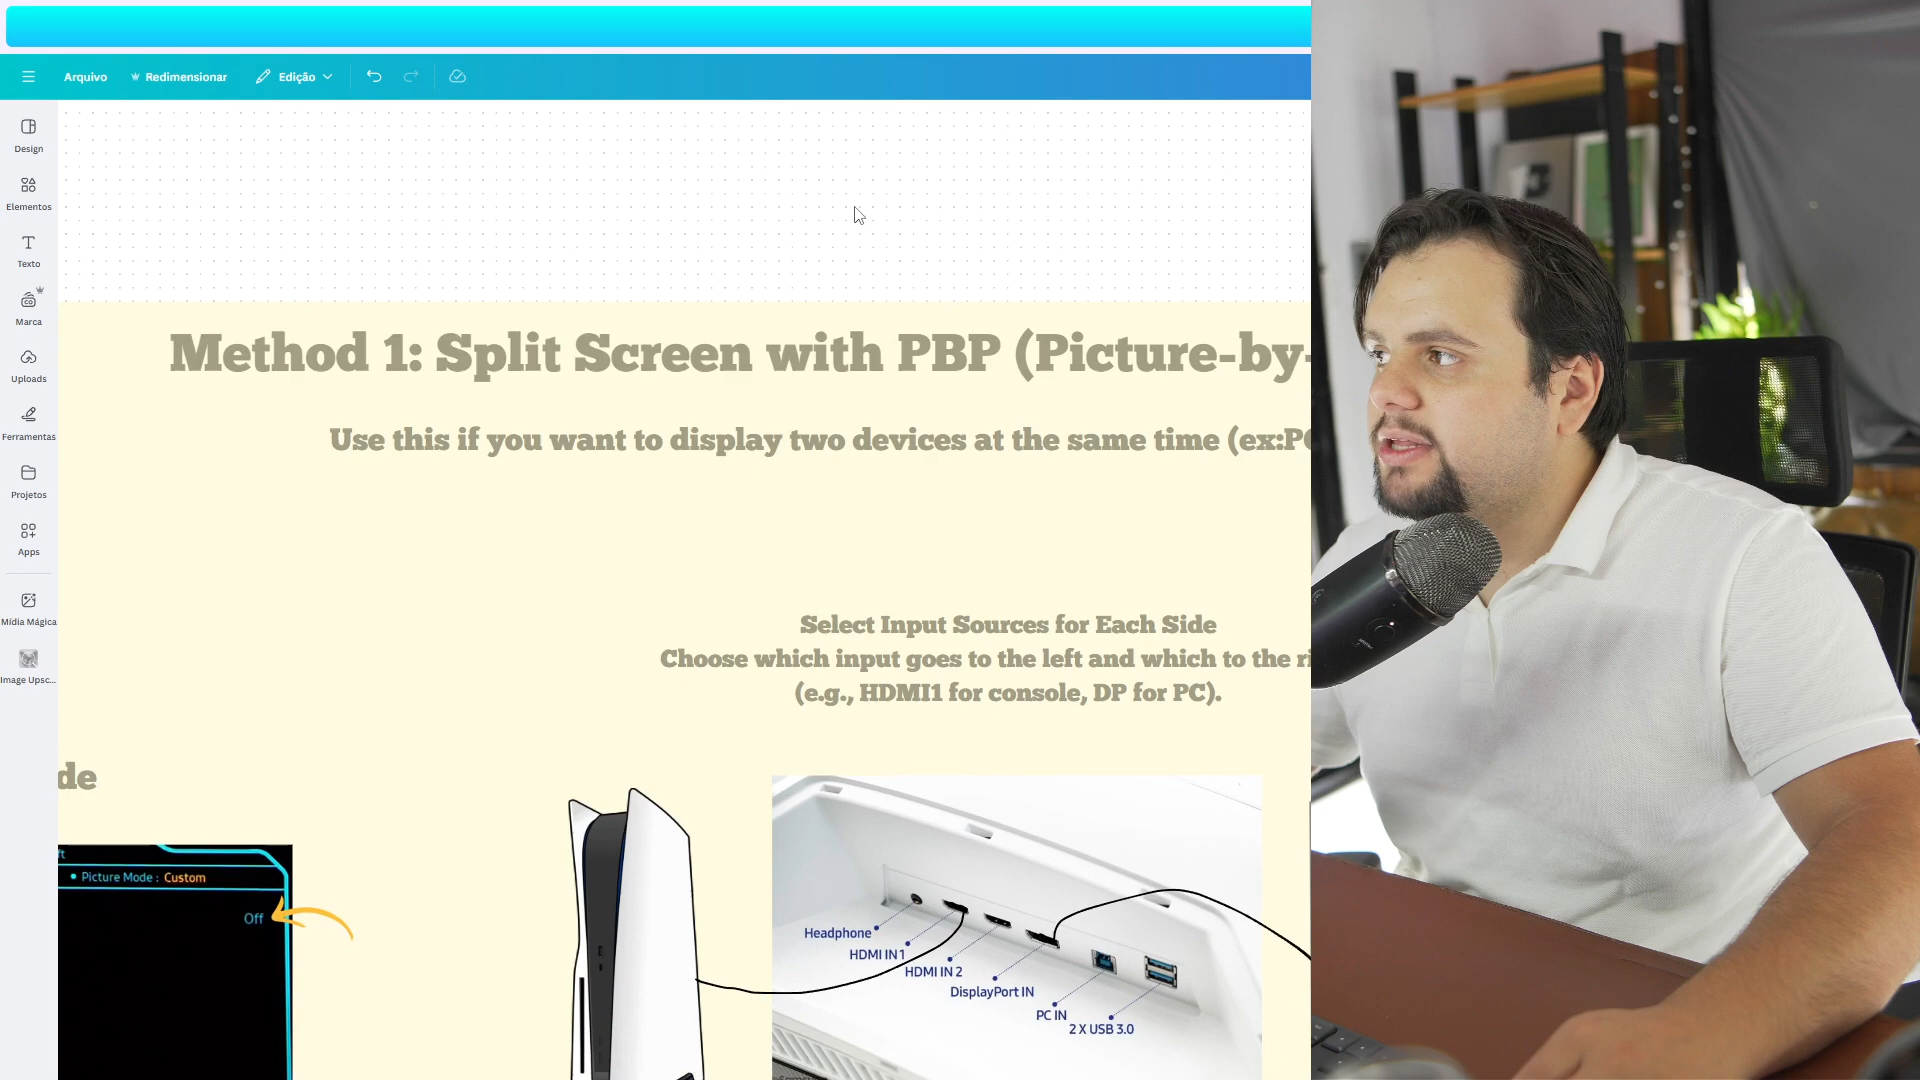 Arquivo
Redimensionar
Edição
Design
Elementos
Texto
Marca
Uploads
Ferramentas
Projetos
Apps
Mídia Mágica
Image Upsc...
Method 1: Split Screen with PBP (Picture-by-
Use this if you want to display two devices at the same time (ex:P
Select Input Sources for Each Side
Choose which input goes to the left and which to the ri
(e.g., HDMI1 for console, DP for PC).
de
ft
Picture Mode : Custom
Off
Headphone
HDMI IN 1
HDMI IN 2
DisplayPort IN
PC IN
2 X USB 3.0